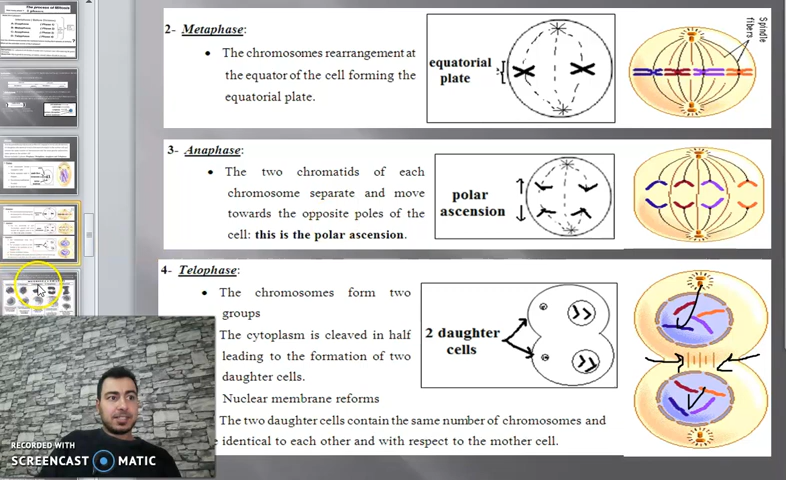 The process of Mitosis
2- Metaphase:
• The chromosomes rearrangement at
the equator of the cell forming the
equatorial plate.
equatorial
plate
Spindle
fibers
3- Anaphase:
• The two chromatids of each
chromosome separate and move
towards the opposite poles of the
cell: this is the polar ascension.
polar
ascension
4- Telophase:
• The chromosomes form two
groups
The cytoplasm is cleaved in half
leading to the formation of two
daughter cells.
Nuclear membrane reforms
The two daughter cells contain the same number of chromosomes and
identical to each other and with respect to the mother cell.
2 daughter
cells
RECORDED WITH
SCREENCAST MATIC